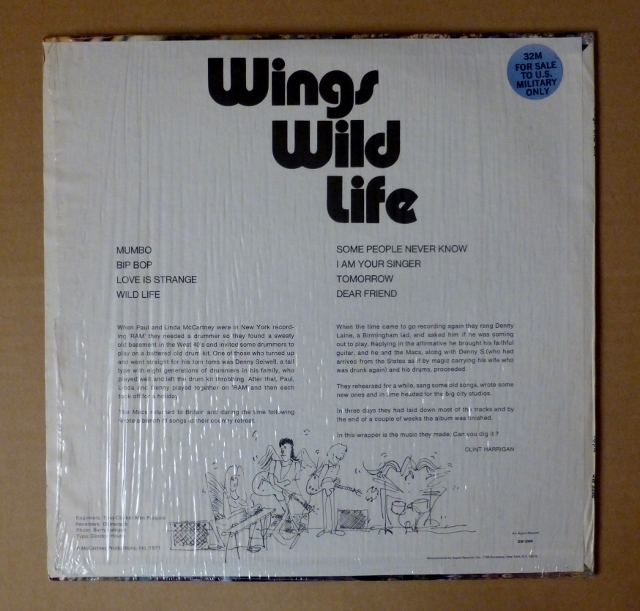 Wings
Wild
Life
32M
FOR SALE
TO U.S.
MILITARY
ONLY
MUMBO
BIP BOP
LOVE IS STRANGE
WILD LIFE
SOME PEOPLE NEVER KNOW
I AM YOUR SINGER
TOMORROW
DEAR FRIEND
When Paul and Linda McCartney were in New York record-
ing 'RAM' they needed a drummer so they found a sweaty
old basement in the West 40's and invited some drummers to
play on a battered old drum kit. One of those who turned up
and went straight for his tom toms was Denny Seiwell, a tall
type with eight generations of drummers in his family, who
played well and left the drum kit throbbing. After that, Paul,
Linda and Denny played together on 'RAM' and then each
took off for a holiday.
The Macs returned to Britain and during the time following
wrote a bunch of songs at their country retreat.
When the time came to go recording again they rang Denny
Laine, a Birmingham lad, and asked him if he was coming
out to play. Replying in the affirmative he brought his faithful
guitar, and he and the Macs, along with Denny S (who had
arrived from the States as if by magic carrying his wife who
was drunk again) and his drums, proceeded.
They rehearsed for a while, sang some old songs, wrote some
new ones and in time headed for the big city studios.
In three days they had laid down most of the tracks and by
the end of a couple of weeks the album was finished.
In this wrapper is the music they made. Can you dig it?
CLINT HARRIGAN
Engineers: Tony Clark
Photo: Barry
Type: Gordon
McCartney Productions, Inc. 1971